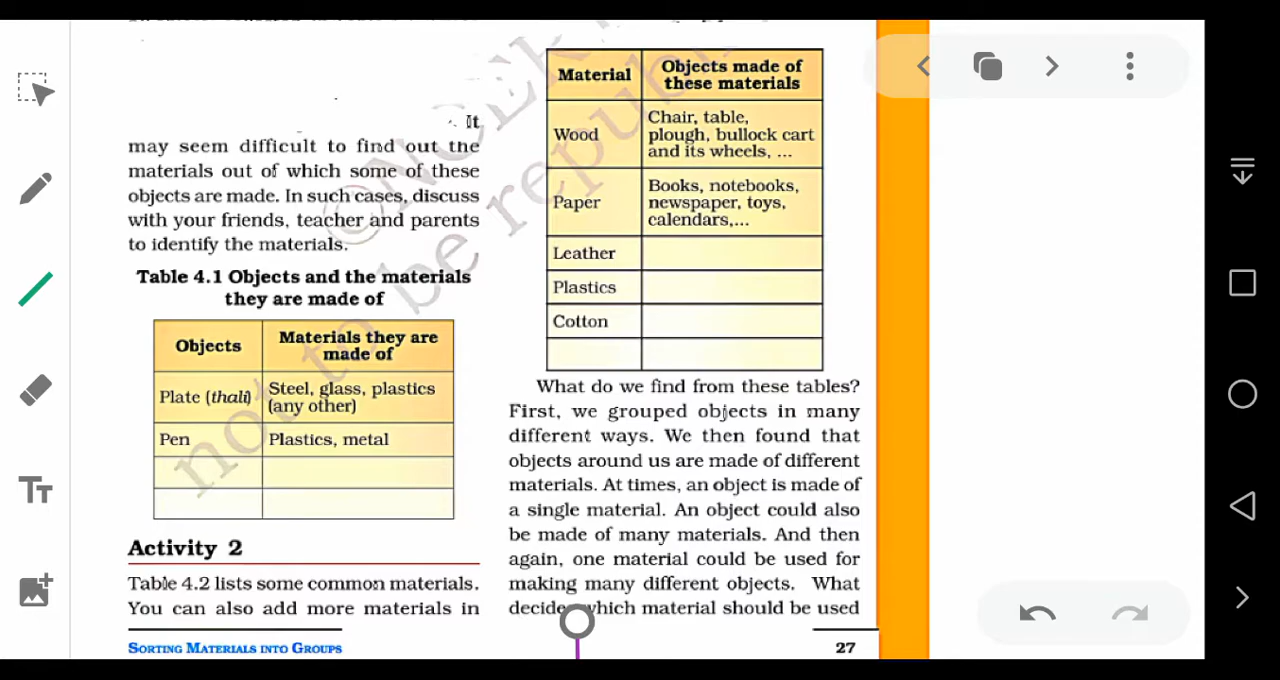 It
may seem difficult to find out the
materials out of which some of these
objects are made. In such cases, discuss
with your friends, teacher and parents
to identify the materials.
Table 4.1 Objects and the materials
they are made of
Objects
Materials they are
made of
Plate (thali)
Steel, glass, plastics
(any other)
Pen
Plastics, metal
Activity 2
Table 4.2 lists some common materials.
You can also add more materials in
SORTING MATERIALS INTO GROUPS
Material
Objects made of
these materials
Wood
Chair, table,
plough, bullock cart
and its wheels, ...
Paper
Books, notebooks,
newspaper, toys,
calendars,...
Leather
Plastics
Cotton
What do we find from these tables?
First, we grouped objects in many
different ways. We then found that
objects around us are made of different
materials. At times, an object is made of
a single material. An object could also
be made of many materials. And then
again, one material could be used for
making many different objects. What
decides which material should be used
27
not to be republ
©NCER
TT